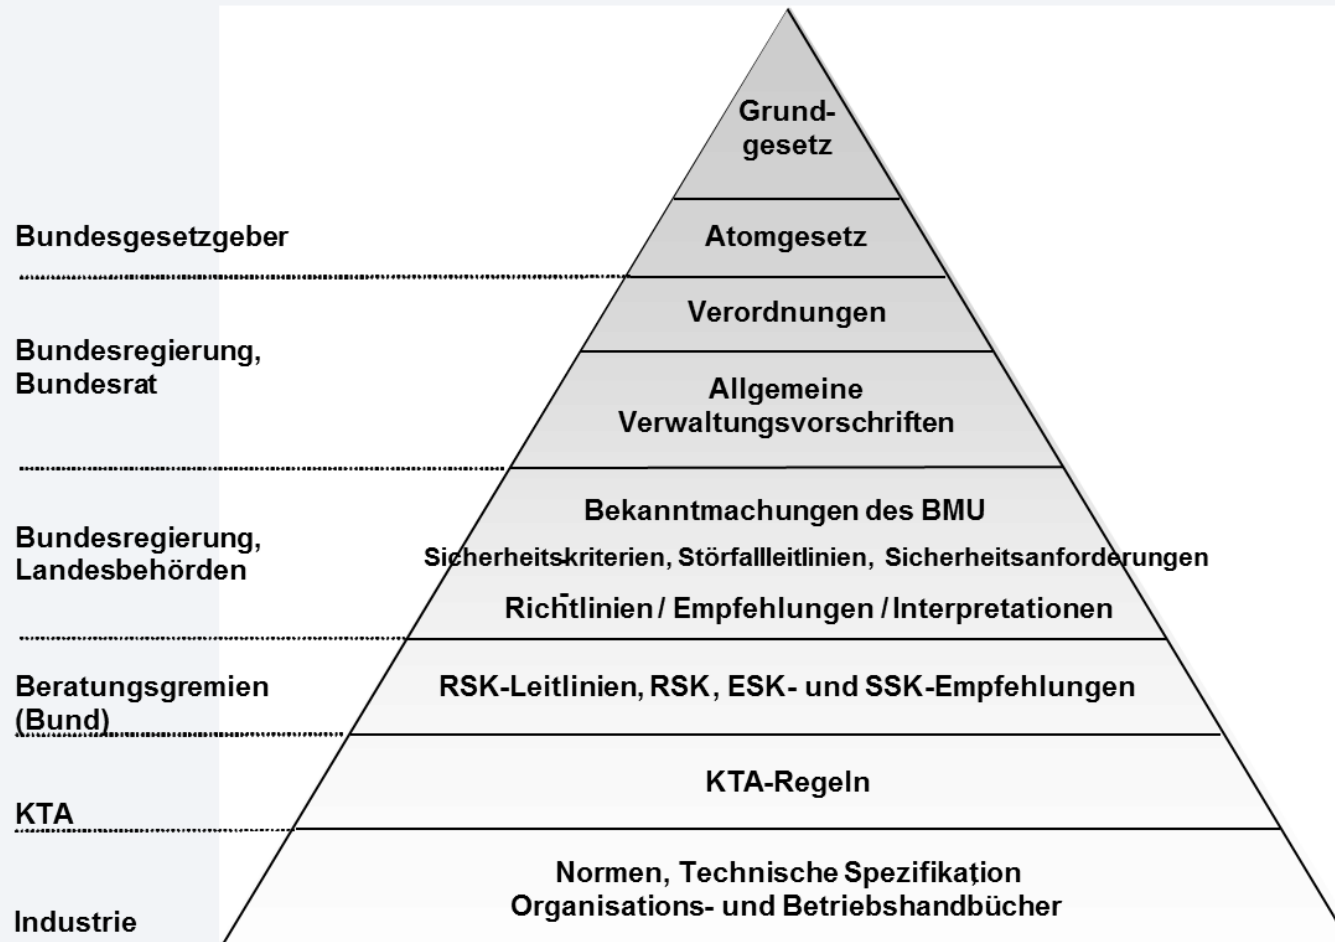 Grund-
gesetz
Bundesgesetzgeber
Atomgesetz
Verordnungen
Bundesregierung,
Bundesrat
Allgemeine
Verwaltungsvorschriften
Bekanntmachungen des BMU
Bundesregierung,
Landesbehörden
Sicherheitskriterien, Störfallleitlinien, Sicherheitsanforderungen
Richtlinien / Empfehlungen / Interpretationen
Beratungsgremien
(Bund)
RSK-Leitlinien, RSK, ESK- und SSK-Empfehlungen
KTA-Regeln
KTA
Normen, Technische Spezifikation
Organisations- und Betriebshandbücher
Industrie